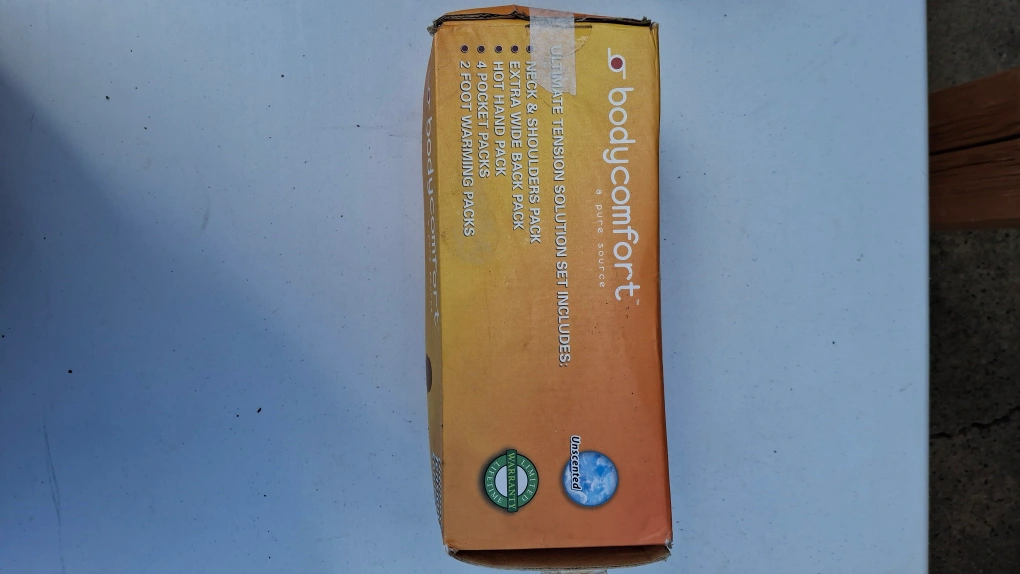 bodycomfort™
a pure source
ULTIMATE TENSION SOLUTION SET INCLUDES:
NECK & SHOULDERS PACK
EXTRA WIDE BACK PACK
HOT HAND PACK
4 POCKET PACKS
2 FOOT WARMING PACKS
Unscented
LIMITED
WARRANTY
LIFETIME
bodycomfort